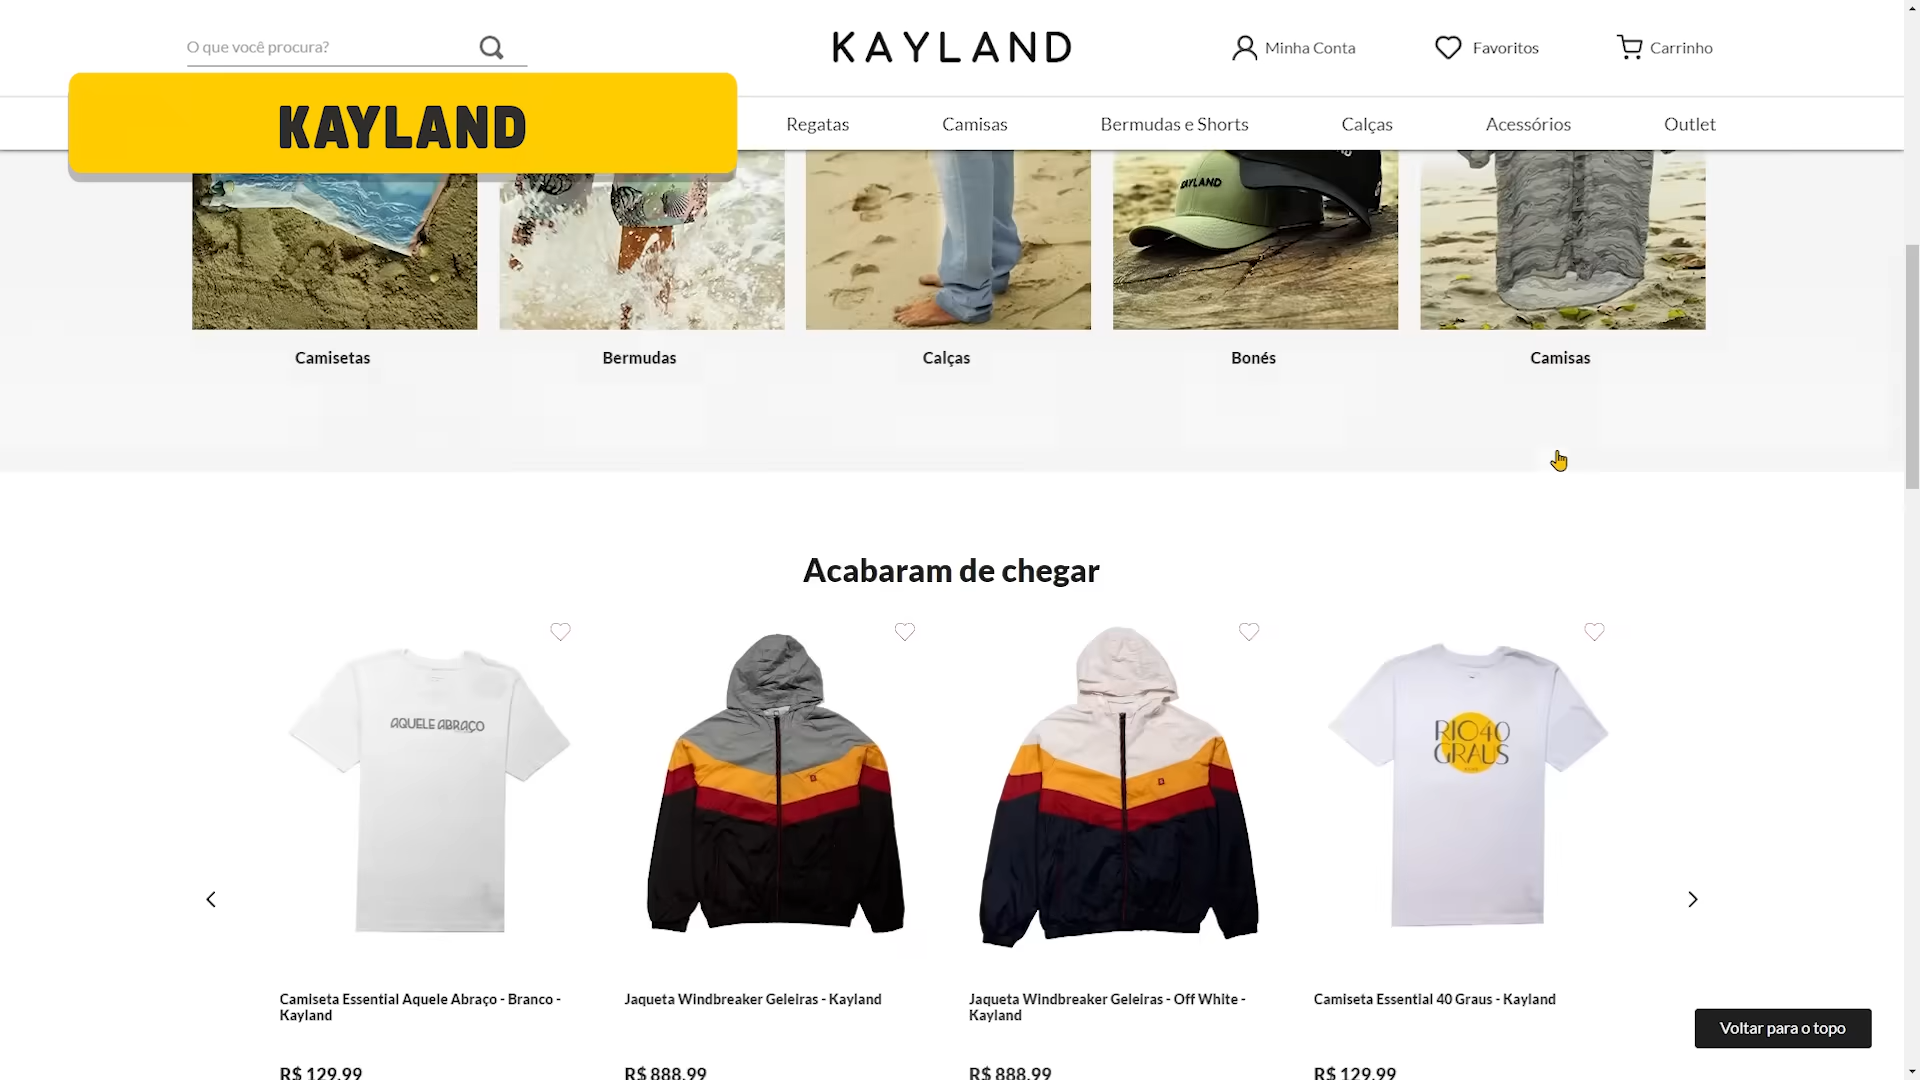 O que você procura?
KAYLAND
Minha Conta
Favoritos
Carrinho
KAYLAND
Regatas
Camisas
Bermudas e Shorts
Calças
Acessórios
Outlet
KAYLAND
Camisetas
Bermudas
Calças
Bonés
Camisas
Acabaram de chegar
AQUELE ABRAÇO
RIO 40
GRAUS
Camiseta Essential Aquele Abraço - Branco -
Kayland
Jaqueta Windbreaker Geleiras - Kayland
Jaqueta Windbreaker Geleiras - Off White -
Kayland
Camiseta Essential 40 Graus - Kayland
Voltar para o topo
R$ 129,99
R$ 888,99
R$ 888,99
R$ 129,99